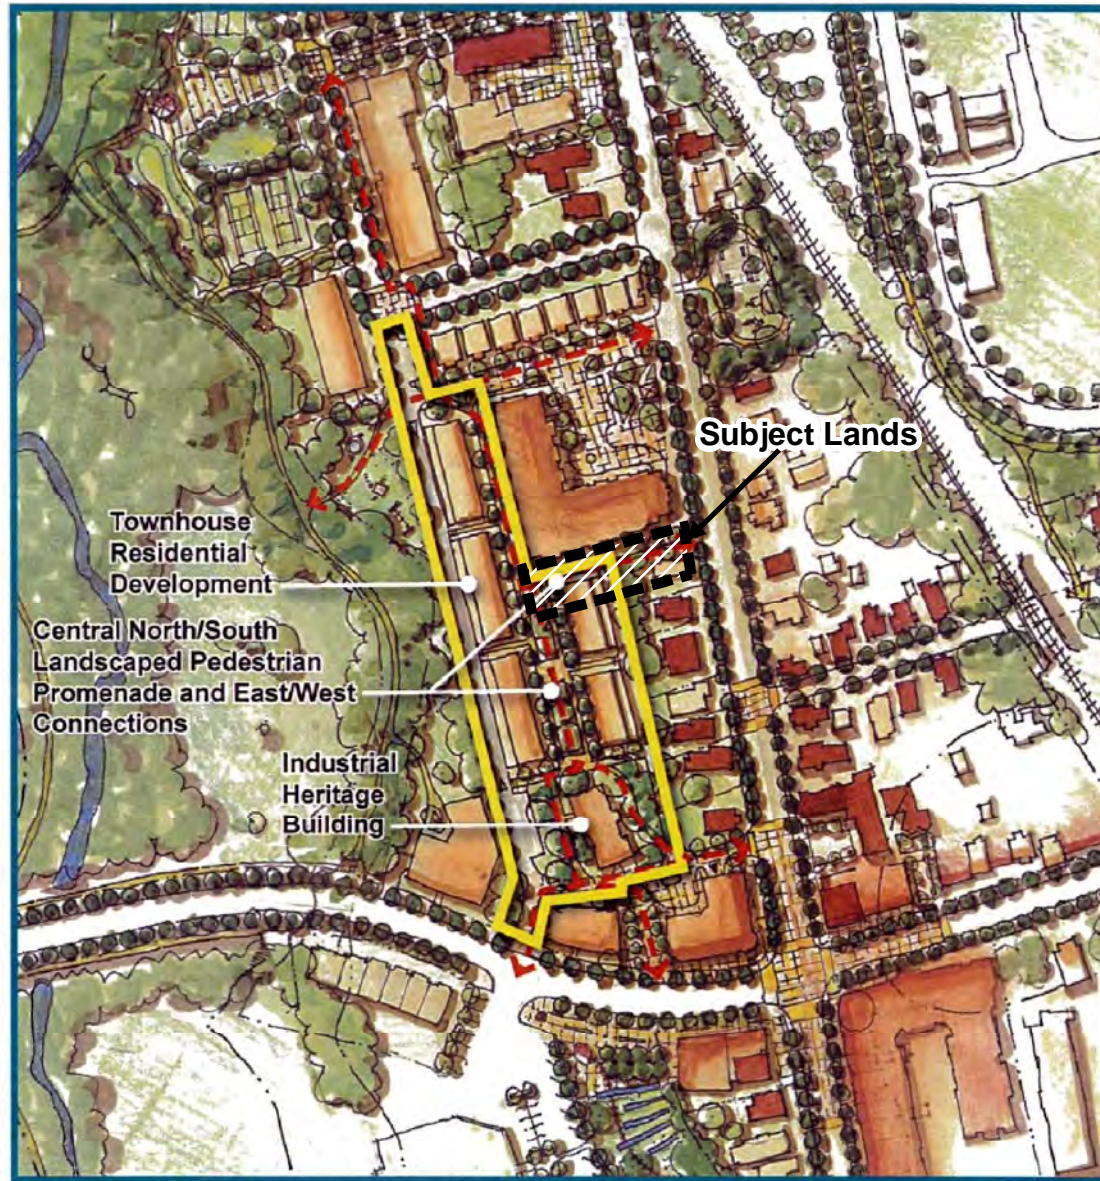 Subject Lands
Townhouse
Residential
Development
Central North/South
Landscaped Pedestrian
Promenade and East/West
Connections
Industrial
Heritage
Building